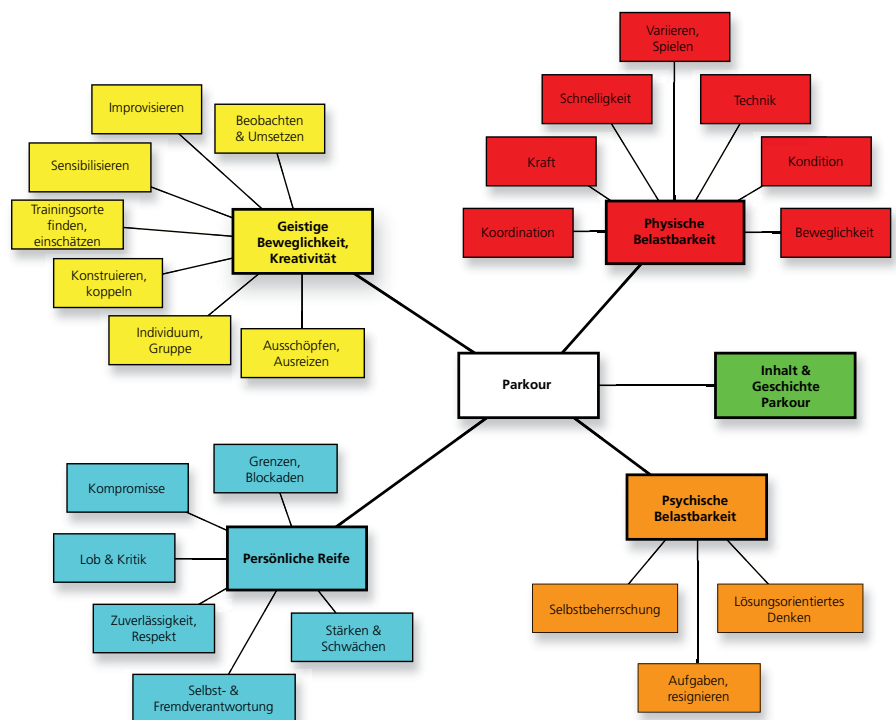 Variieren,
Spielen
Schnelligkeit
Technik
Kraft
Kondition
Koordination
Physische
Belastbarkeit
Beweglichkeit
Improvisieren
Beobachten
& Umsetzen
Sensibilisieren
Trainingsorte
finden,
einschätzen
Geistige
Beweglichkeit,
Kreativität
Konstruieren,
koppeln
Individuum,
Gruppe
Ausschöpfen,
Ausreizen
Parkour
Inhalt &
Geschichte
Parkour
Grenzen,
Blockaden
Kompromisse
Lob & Kritik
Persönliche Reife
Zuverlässigkeit,
Respekt
Stärken &
Schwächen
Selbst- &
Fremdverantwortung
Psychische
Belastbarkeit
Selbstbeherrschung
Lösungsorientiertes
Denken
Aufgaben,
resignieren